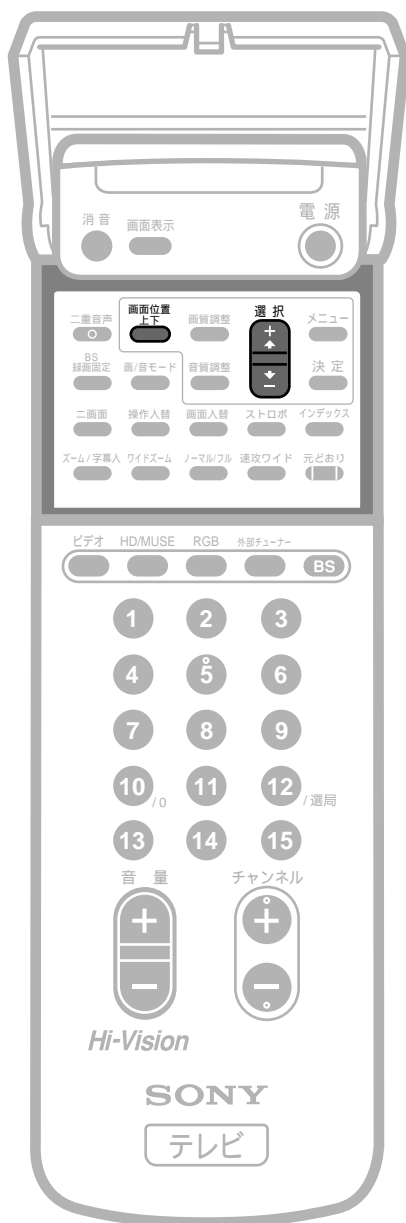 消音 画面表示 電源
二重音声 画面位置上下 画質調整 選択 メニュー
BS録画固定 画/音モード 音質調整 決定
二画面 操作入替 画面入替 ストロボ インデックス
ズーム/字幕入 ワイドズーム ノーマル/フル 速攻ワイド 元どおり
ビデオ HD/MUSE RGB 外部チューナー BS
1 2 3
4 5 6
7 8 9
10/0 11 12/選局
13 14 15
音量 チャンネル
+ +
− −
Hi-Vision
SONY
テレビ